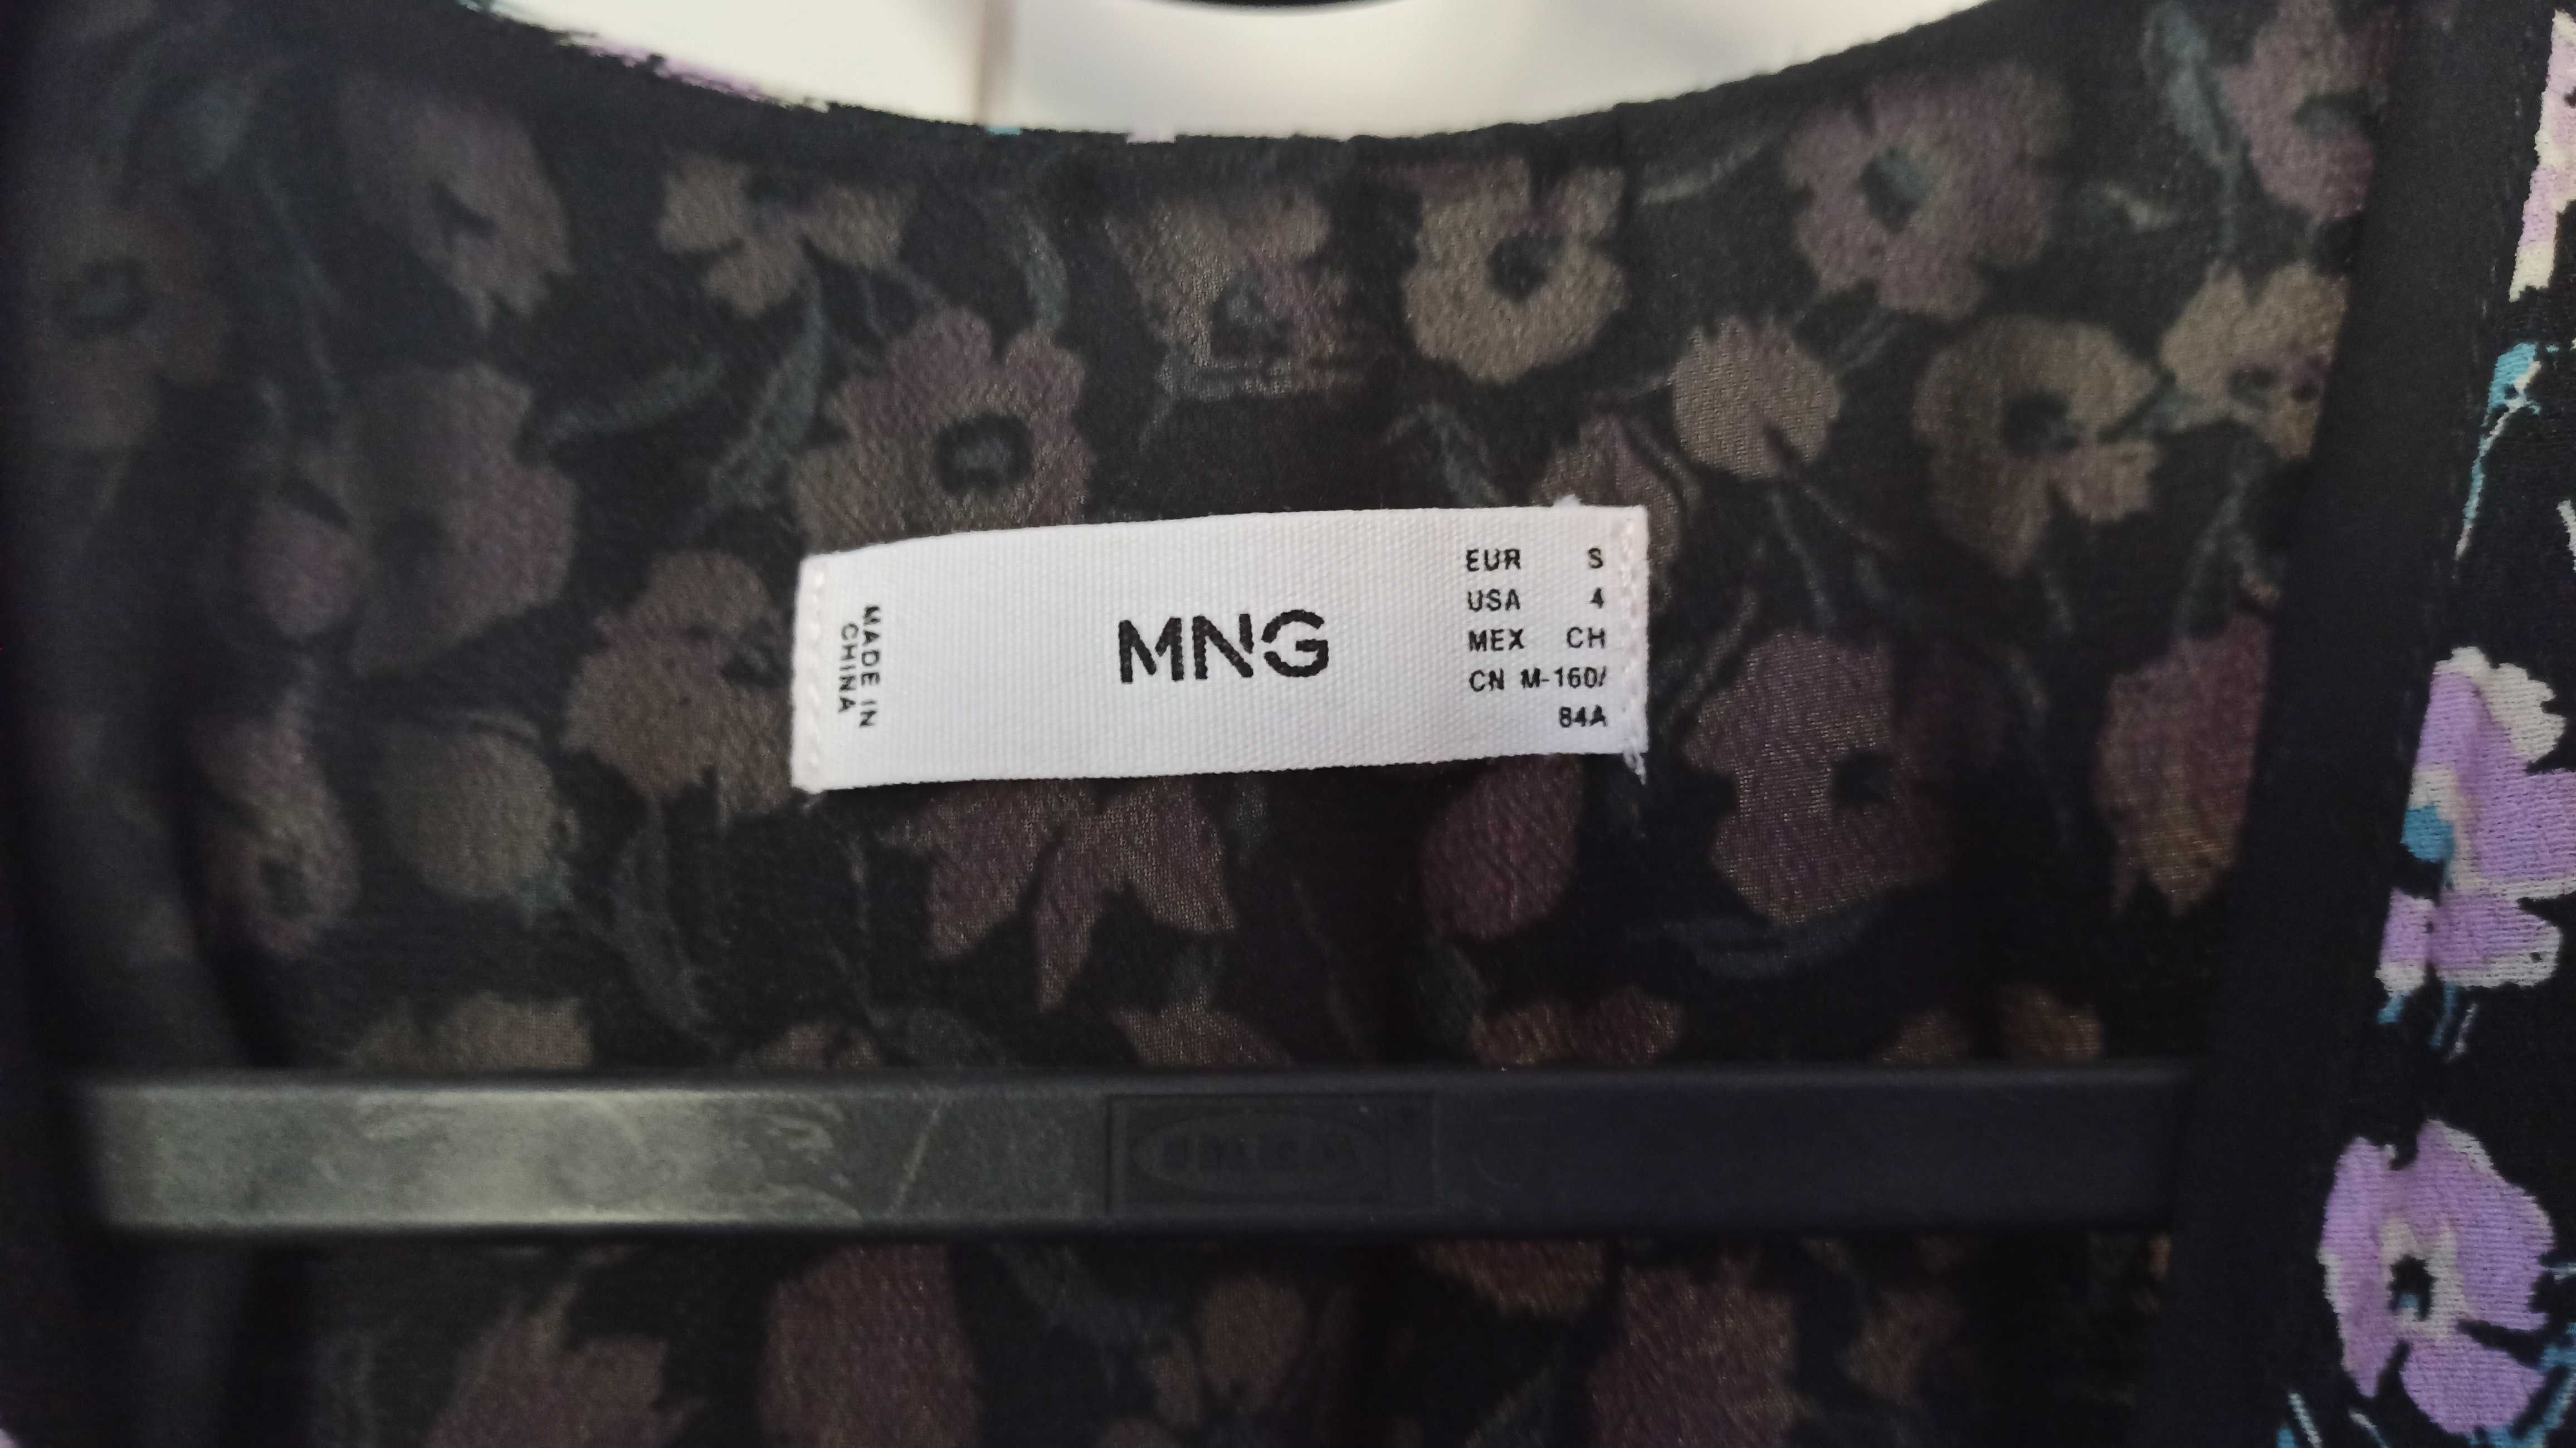 MADE IN
CHINA
MNG
EUR S
USA 4
MEX CH
CN M-160/
84A